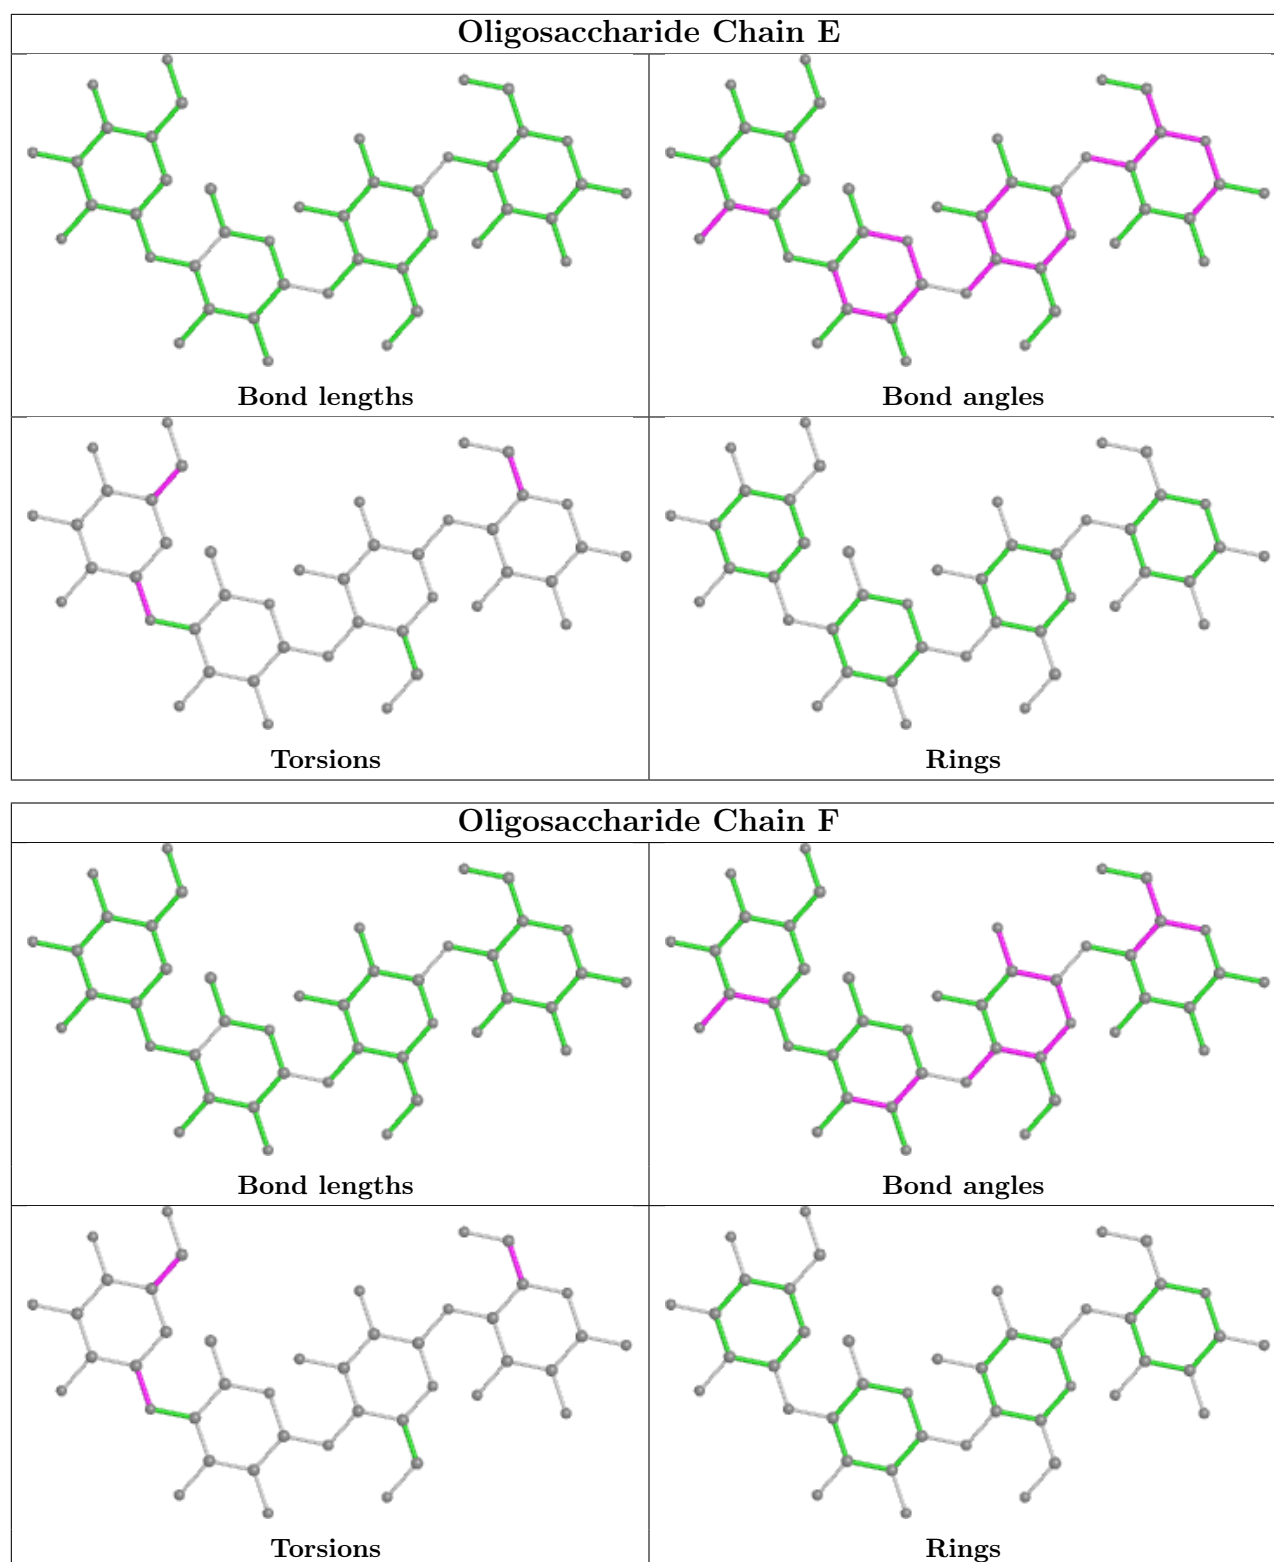 Oligosaccharide Chain E
Bond lengths
Bond angles
Torsions
Rings
Oligosaccharide Chain F
Bond lengths
Bond angles
Torsions
Rings